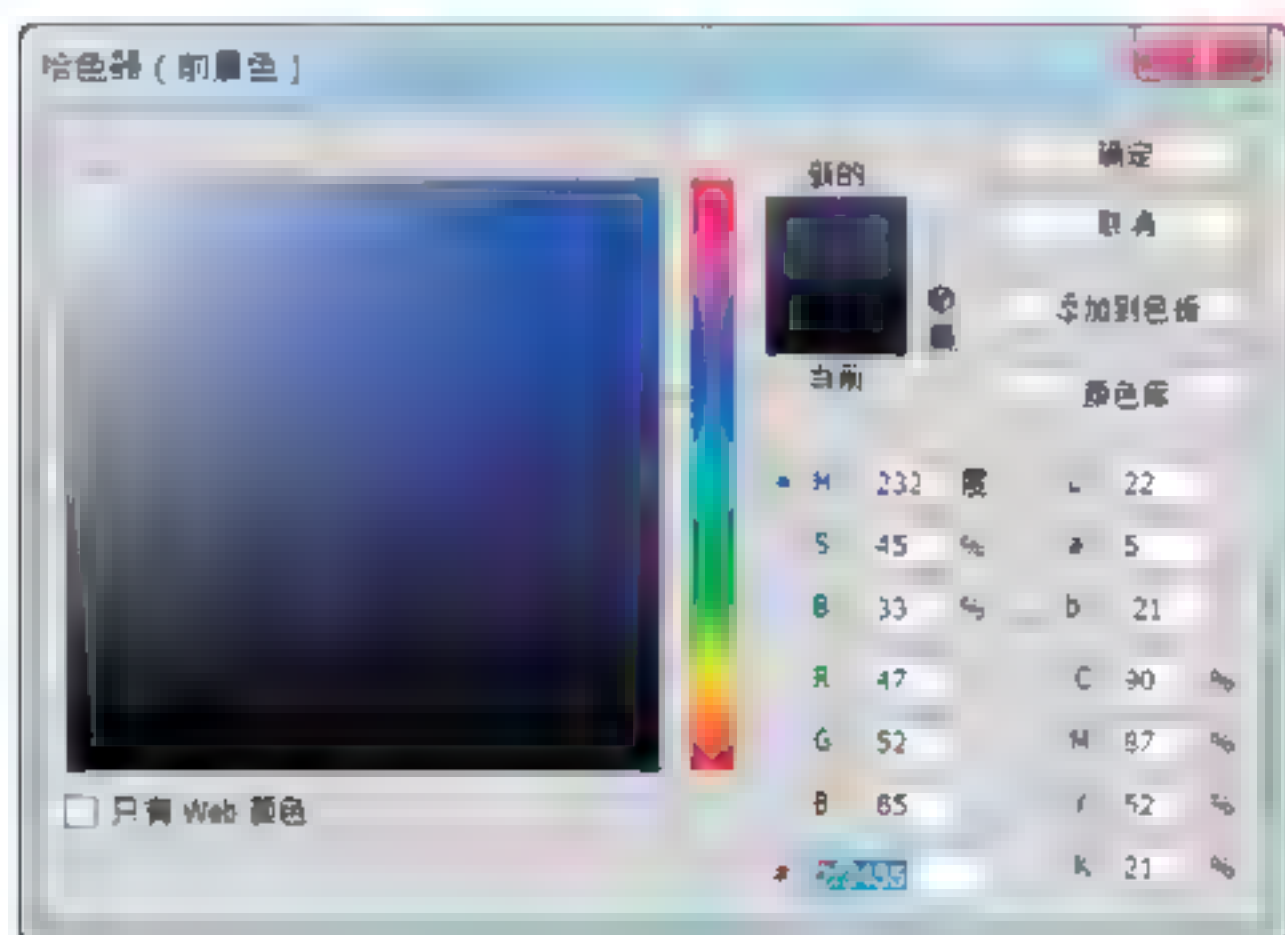 拾色器(前景色)
新的
当前
确定
取消
添加到色板
颜色库
H 232 度
S 45 %
B 33 %
R 47
G 52
B 85
#
L 22
a 5
b -21
C 90 %
M 87 %
Y 52 %
K 21 %
只有 Web 颜色